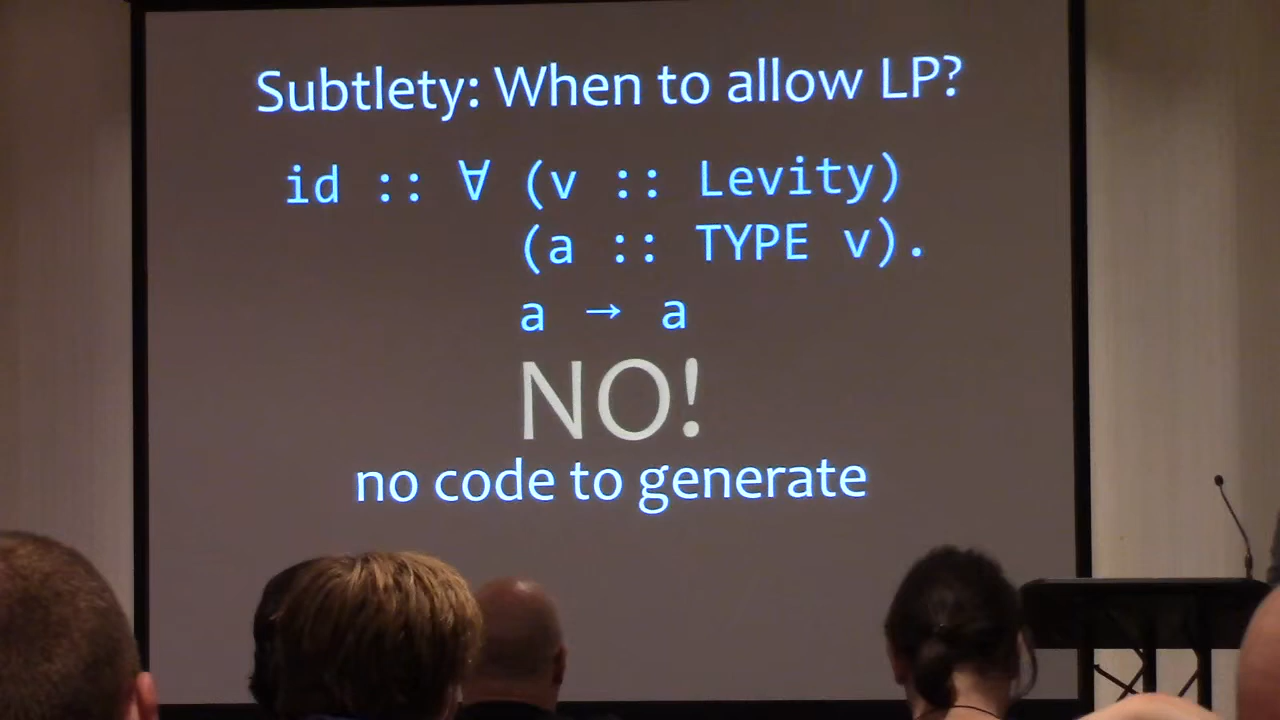 Subtlety: When to allow LP?
id :: ∀ (v :: Levity)
(a :: TYPE v).
a → a
NO!
no code to generate